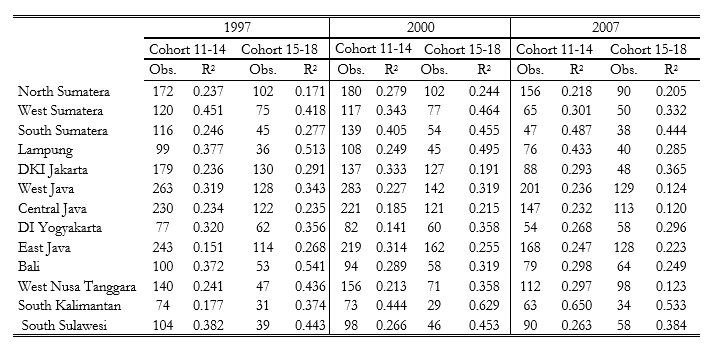 1997 2000 2007
Cohort 11-14 Cohort 15-18 Cohort 11-14 Cohort 15-18 Cohort 11-14 Cohort 15-18
Obs. R² Obs. R² Obs. R² Obs. R² Obs. R² Obs. R²
North Sumatera 172 0.237 102 0.171 180 0.279 102 0.244 156 0.218 90 0.205
West Sumatera 120 0.451 75 0.418 117 0.343 77 0.464 65 0.301 50 0.332
South Sumatera 116 0.246 45 0.277 139 0.405 54 0.455 47 0.487 38 0.444
Lampung 99 0.377 36 0.513 108 0.249 45 0.495 76 0.433 40 0.285
DKI Jakarta 179 0.236 130 0.291 137 0.333 127 0.191 88 0.293 48 0.365
West Java 263 0.319 128 0.343 283 0.227 142 0.319 201 0.236 129 0.124
Central Java 230 0.234 122 0.235 221 0.185 121 0.215 147 0.232 113 0.120
DI Yogyakarta 77 0.320 62 0.356 82 0.141 60 0.358 54 0.268 58 0.296
East Java 243 0.151 114 0.268 219 0.314 162 0.255 168 0.247 128 0.223
Bali 100 0.372 53 0.541 94 0.289 58 0.319 79 0.298 64 0.249
West Nusa Tanggara 140 0.241 47 0.436 156 0.213 71 0.358 112 0.297 98 0.123
South Kalimantan 74 0.177 31 0.374 73 0.444 29 0.629 63 0.650 34 0.533
South Sulawesi 104 0.382 39 0.443 98 0.266 46 0.453 90 0.263 58 0.384